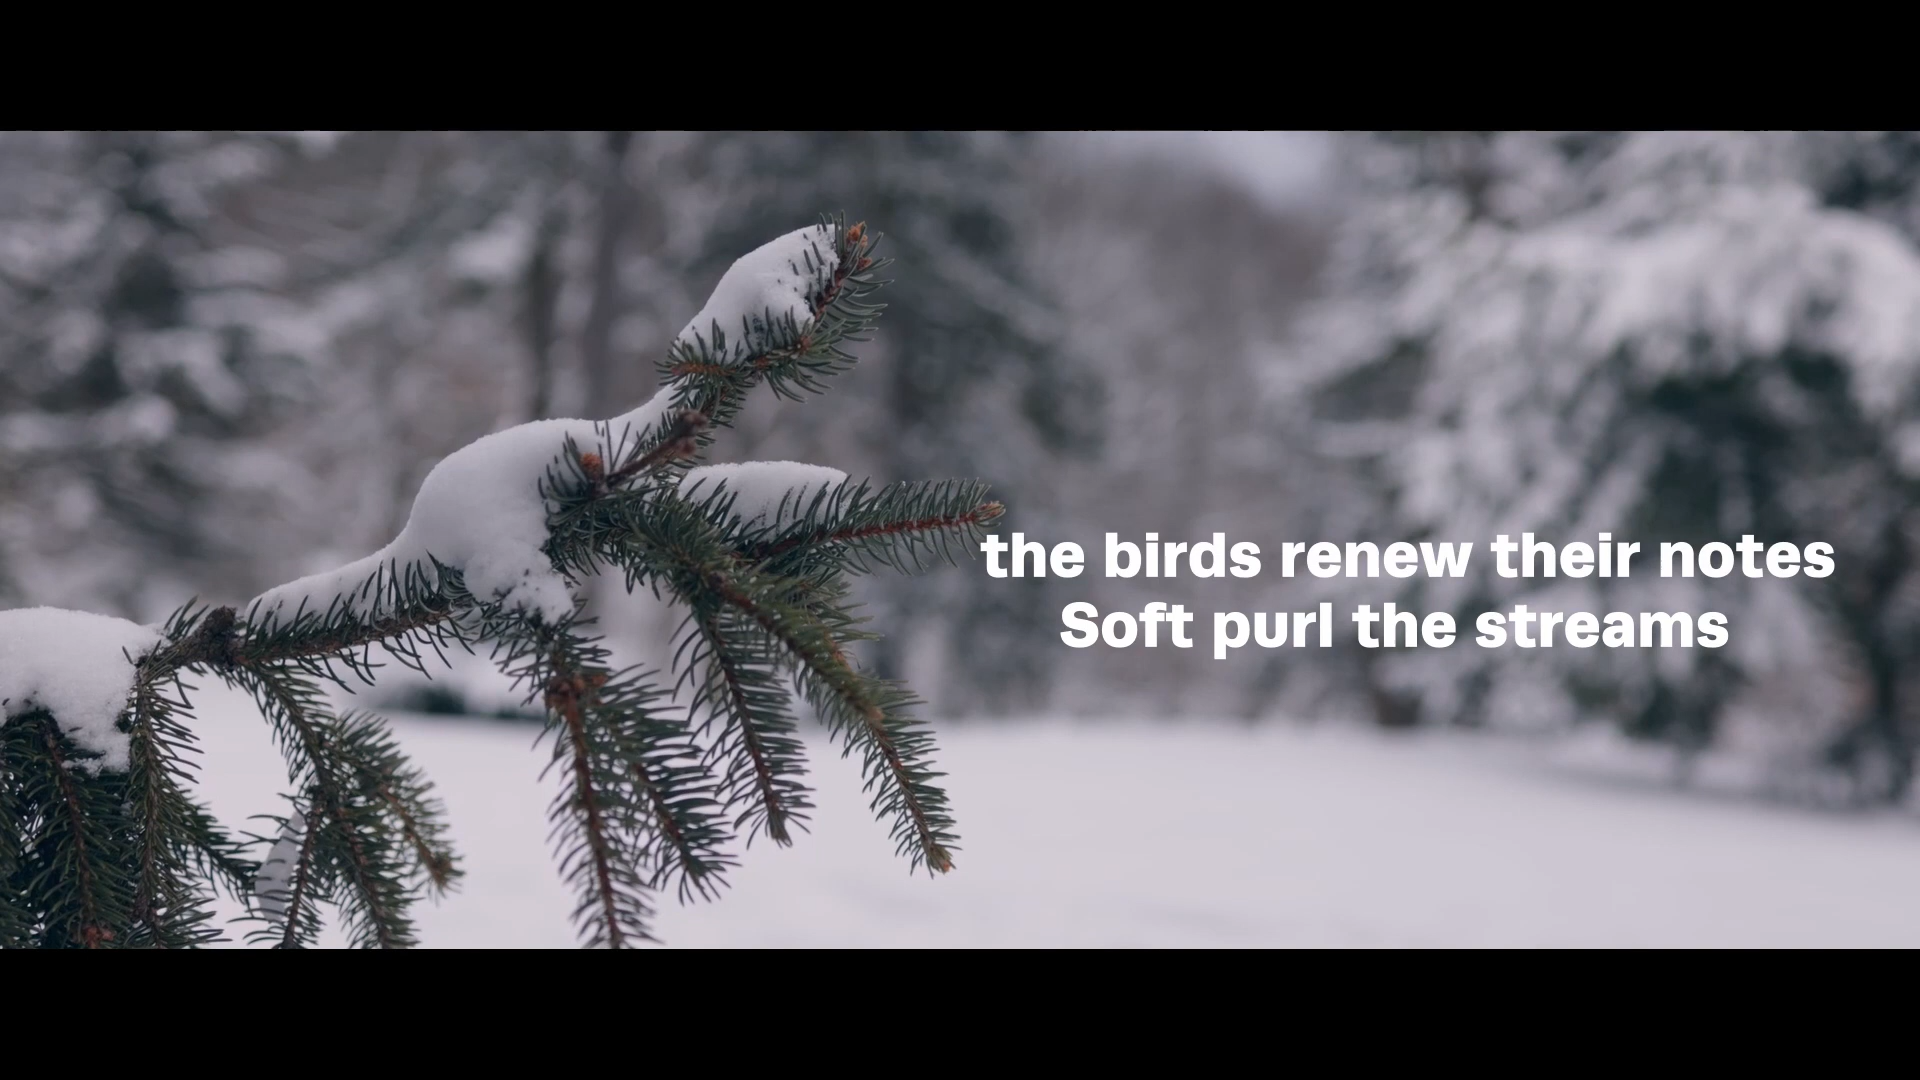 the birds renew their notes
Soft purl the streams